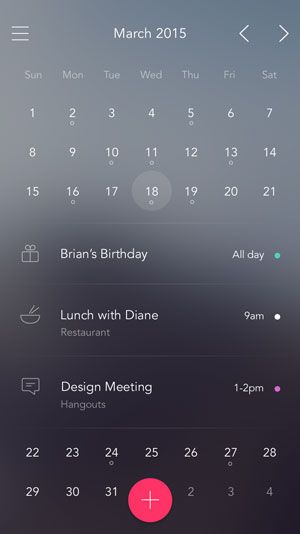 March 2015
Sun Mon Tue Wed Thu Fri Sat
1 2 3 4 5 6 7
8 9 10 11 12 13 14
15 16 17 18 19 20 21
Brian's Birthday All day
Lunch with Diane 9am
Restaurant
Design Meeting 1-2pm
Hangouts
22 23 24 25 26 27 28
29 30 31 2 3 4